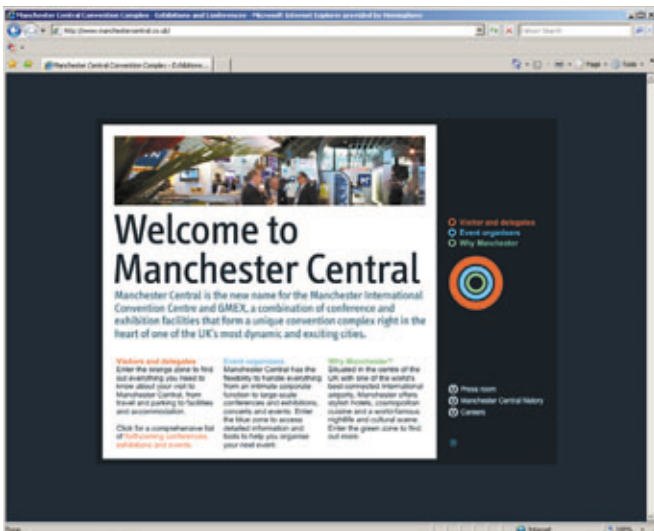 Manchester Central Convention Complex - Exhibitions and Conferences - Microsoft Internet Explorer provided by
http://www.manchestercentral.co.uk/
Manchester Central Convention Complex - Exhibitions...
Page
Tools
Welcome to
Manchester Central
Manchester Central is the new name for the Manchester International
Convention Centre and GMEX, a combination of conference and
exhibition facilities that form a unique convention complex right in the
heart of one of the UK's most dynamic and exciting cities.
Visitors and delegates
Enter the orange zone to find
out everything you need to
know about your visit to
Manchester Central, from
travel and parking to facilities
and accommodation.
Click for a comprehensive list
of forthcoming conferences,
exhibitions and events.
Event organisers
Manchester Central has the
flexibility to handle everything
from an intimate corporate
function to large-scale
conferences and exhibitions,
concerts and events. Enter
the blue zone to access
detailed information and
tools to help you organise
your next event.
Why Manchester?
Situated in the centre of the
UK with one of the world's
best-connected international
airports, Manchester offers
stylish hotels, cosmopolitan
cuisine and a world-famous
nightlife and cultural scene.
Enter the green zone to find
out more.
Visitor and delegates
Event organisers
Why Manchester
Press room
Manchester Central history
Careers
Done
Internet
100%